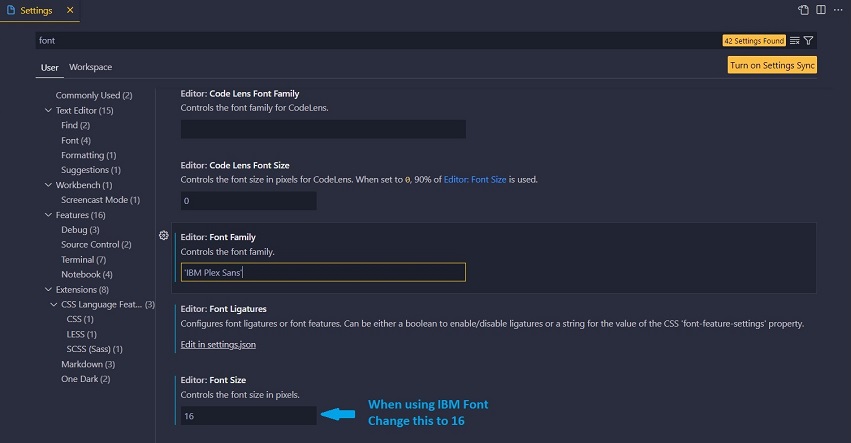 Settings
font
42 Settings Found
User
Workspace
Turn on Settings Sync
Commonly Used (2)
Text Editor (15)
Find (2)
Font (4)
Formatting (1)
Suggestions (1)
Workbench (1)
Screencast Mode (1)
Features (16)
Debug (3)
Source Control (2)
Terminal (7)
Notebook (4)
Extensions (8)
CSS Language Feat... (3)
CSS (1)
LESS (1)
SCSS (Sass) (1)
Markdown (3)
One Dark (2)
Editor: Code Lens Font Family
Controls the font family for CodeLens.
Editor: Code Lens Font Size
Controls the font size in pixels for CodeLens. When set to 0, 90% of Editor: Font Size is used.
0
Editor: Font Family
Controls the font family.
'IBM Plex Sans'
Editor: Font Ligatures
Configures font ligatures or font features. Can be either a boolean to enable/disable ligatures or a string for the value of the CSS 'font-feature-settings' property.
Edit in settings.json
Editor: Font Size
Controls the font size in pixels.
16
When using IBM Font
Change this to 16